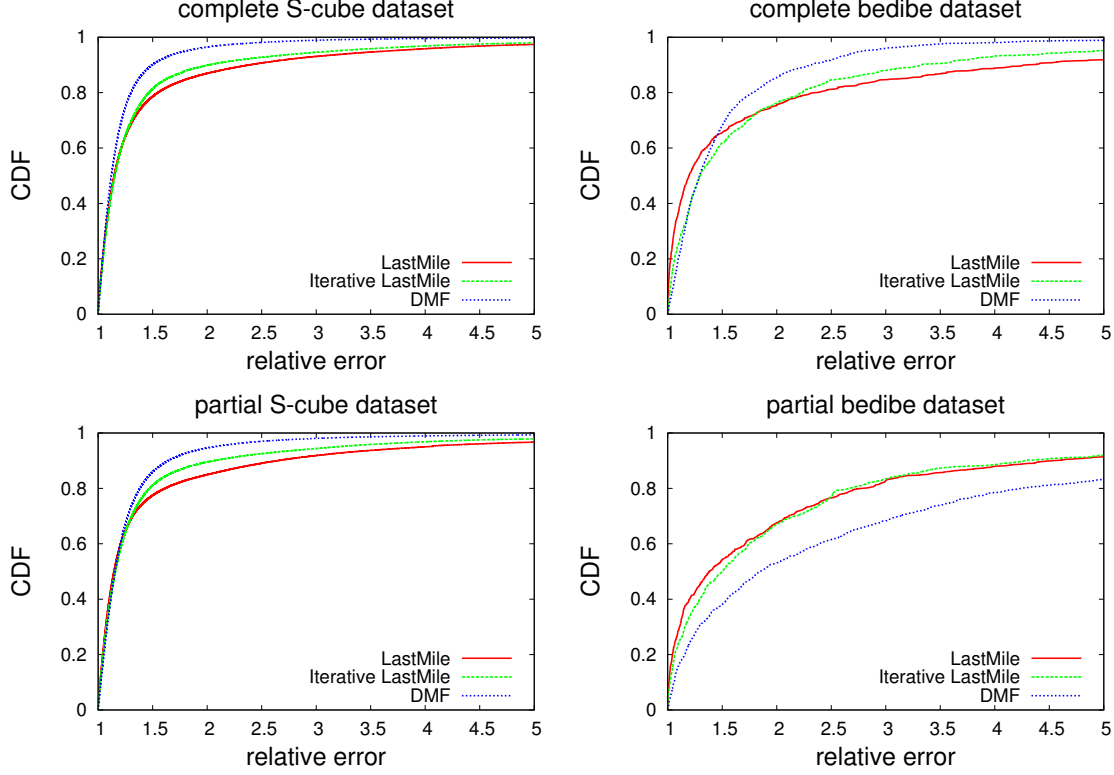 complete S-cube dataset
1
0.8
0.6
0.4
0.2
0
CDF
LastMile
Iterative LastMile
DMF
1 1.5 2 2.5 3 3.5 4 4.5 5
relative error
complete bedibe dataset
1
0.8
0.6
0.4
0.2
0
CDF
LastMile
Iterative LastMile
DMF
1 1.5 2 2.5 3 3.5 4 4.5 5
relative error
partial S-cube dataset
1
0.8
0.6
0.4
0.2
0
CDF
LastMile
Iterative LastMile
DMF
1 1.5 2 2.5 3 3.5 4 4.5 5
relative error
partial bedibe dataset
1
0.8
0.6
0.4
0.2
0
CDF
LastMile
Iterative LastMile
DMF
1 1.5 2 2.5 3 3.5 4 4.5 5
relative error